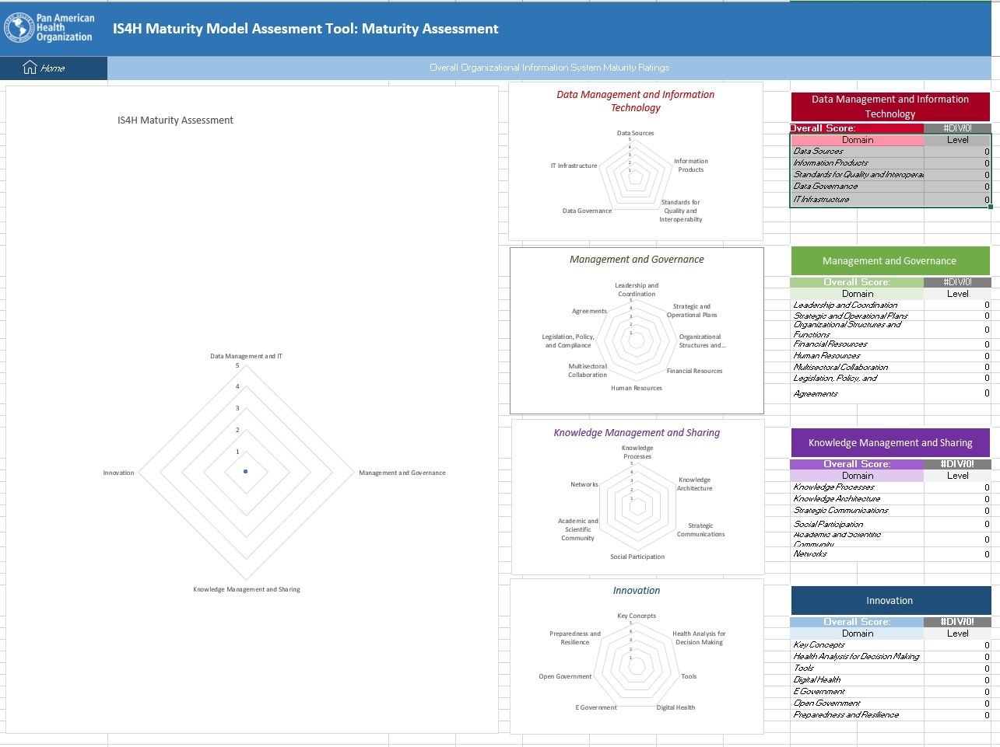 Pan American
Health
Organization
IS4H Maturity Model Assesment Tool: Maturity Assessment
Home
Overall Organizational Information System Maturity Ratings
IS4H Maturity Assessment
Data Management and IT
5
4
3
2
1
Innovation
Management and Governance
Knowledge Management and Sharing
Data Management and Information
Technology
Data Sources
5
4
3
2
1
IT Infrastructure
Information
Products
Data Governance
Standards for
Quality and
Interoperabilty
Management and Governance
Leadership and
Coordination
5
4
3
2
1
Agreements
Strategic and
Operational Plans
Legislation, Policy,
and Compliance
Organizational
Structures and...
Multisectoral
Collaboration
Financial Resources
Human Resources
Knowledge Management and Sharing
Knowledge
Processes
5
4
3
2
1
Networks
Knowledge
Architecture
Academic and
Scientific
Community
Strategic
Communications
Social Participation
Innovation
Key Concepts
5
4
3
2
1
Preparedness and
Resilience
Health Analysis for
Decision Making
Open Government
Tools
E Government
Digital Health
Data Management and Information
Technology
Overall Score: #DIV/0!
Domain Level
Data Sources 0
Information Products 0
Standards for Quality and Interopera 0
Data Governance 0
IT Infrastructure 0
Management and Governance
Overall Score: #DIV/0!
Domain Level
Leadership and Coordination 0
Strategic and Operational Plans 0
Organizational Structures and
Functions 0
Financial Resources 0
Human Resources 0
Multisectoral Collaboration 0
Legislation, Policy, and 0
Agreements 0
Knowledge Management and Sharing
Overall Score: #DIV/0!
Domain Level
Knowledge Processes 0
Knowledge Architecture 0
Strategic Communications 0
Social Participation 0
Academic and Scientific
Community 0
Networks 0
Innovation
Overall Score: #DIV/0!
Domain Level
Key Concepts 0
Health Analysis for Decision Making 0
Tools 0
Digital Health 0
E Government 0
Open Government 0
Preparedness and Resilience 0